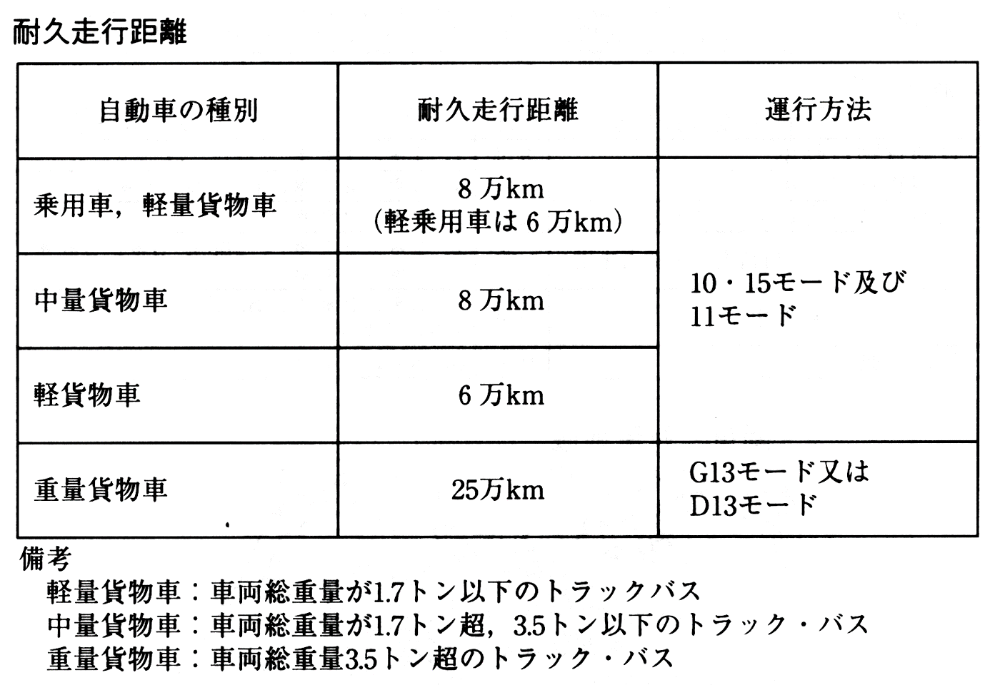 耐久走行距離
自動車の種別
耐久走行距離
運行方法
乗用車，軽量貨物車
8万km
（軽乗用車は6万km）
10・15モード及び
11モード
中量貨物車
8万km
軽貨物車
6万km
重量貨物車
25万km
G13モード又は
D13モード
備考
軽量貨物車：車両総重量が1.7トン以下のトラックバス
中量貨物車：車両総重量が1.7トン超，3.5トン以下のトラック・バス
重量貨物車：車両総重量3.5トン超のトラック・バス